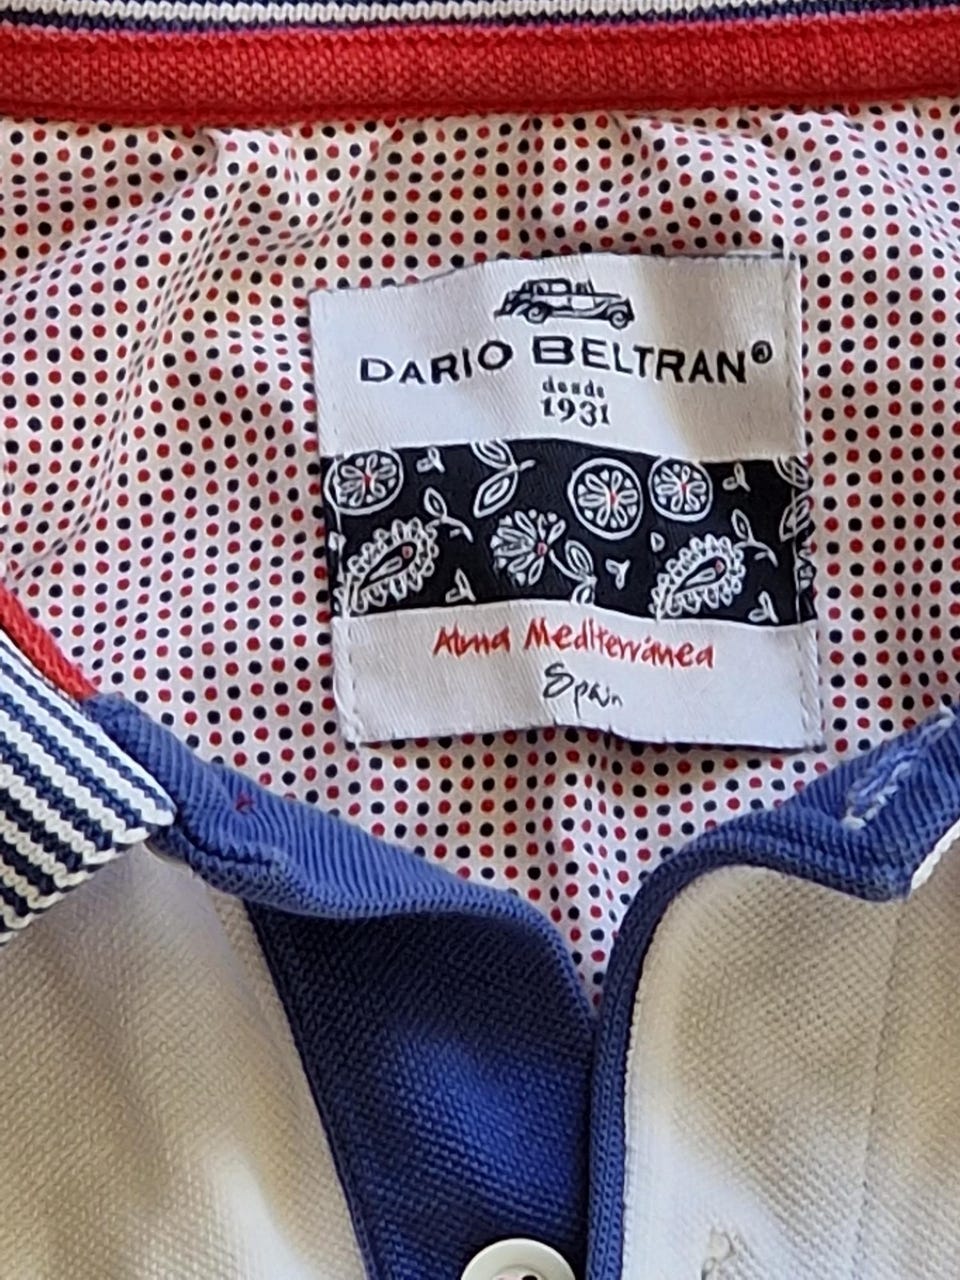 DARIO BELTRAN®
desde
1931
Alma Mediterránea
Spain